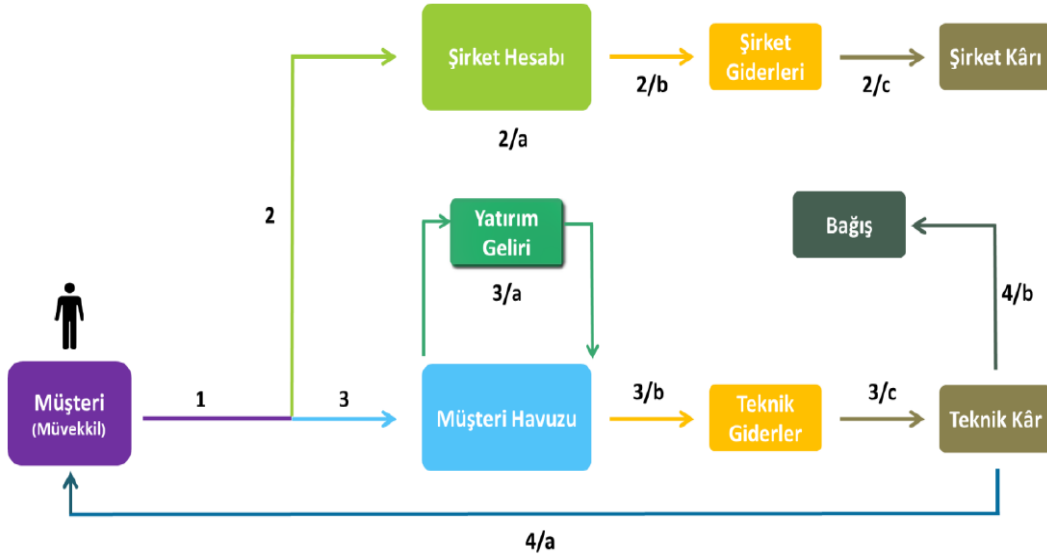 Şirket Hesabı
2/a
2/b
Şirket
Giderleri
2/c
Şirket Kârı
2
Yatırım
Geliri
3/a
Bağış
4/b
Müşteri
(Müvekkil)
1
3
Müşteri Havuzu
3/b
Teknik
Giderler
3/c
Teknik Kâr
4/a